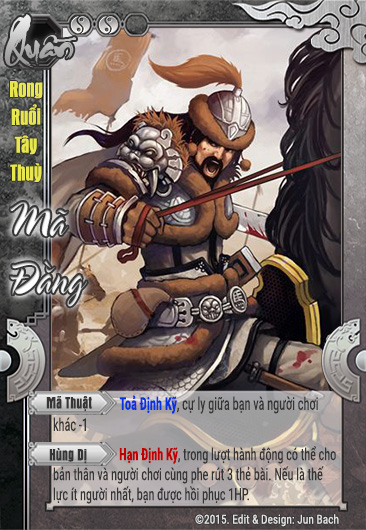 Quần
Rong
Ruổi
Tây
Thuỳ
Mã
Đằng
Mã Thuật Toả Định Kỹ, cự ly giữa bạn và người chơi
khác -1
Hùng Dị Hạn Định Kỹ, trong lượt hành động có thể cho
bản thân và người chơi cùng phe rút 3 thẻ bài. Nếu là thế
lực ít người nhất, bạn được hồi phục 1HP.
©2015. Edit & Design: Jun Bach